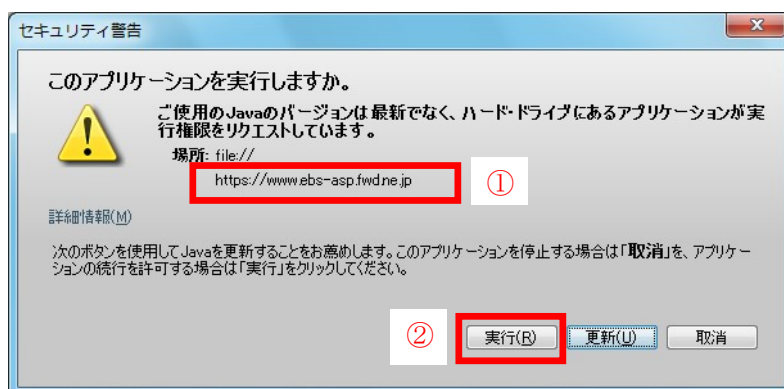 セキュリティ警告
このアプリケーションを実行しますか。
ご使用のJavaのバージョンは最新でなく、ハード・ドライブにあるアプリケーションが実
行権限をリクエストしています。
場所: file://
https://www.ebs-asp.fwd.ne.jp
①
詳細情報(M)
次のボタンを使用してJavaを更新することをお薦めします。このアプリケーションを停止する場合は「取消」を、アプリケー
ションの続行を許可する場合は「実行」をクリックしてください。
② 実行(R) 更新(U) 取消